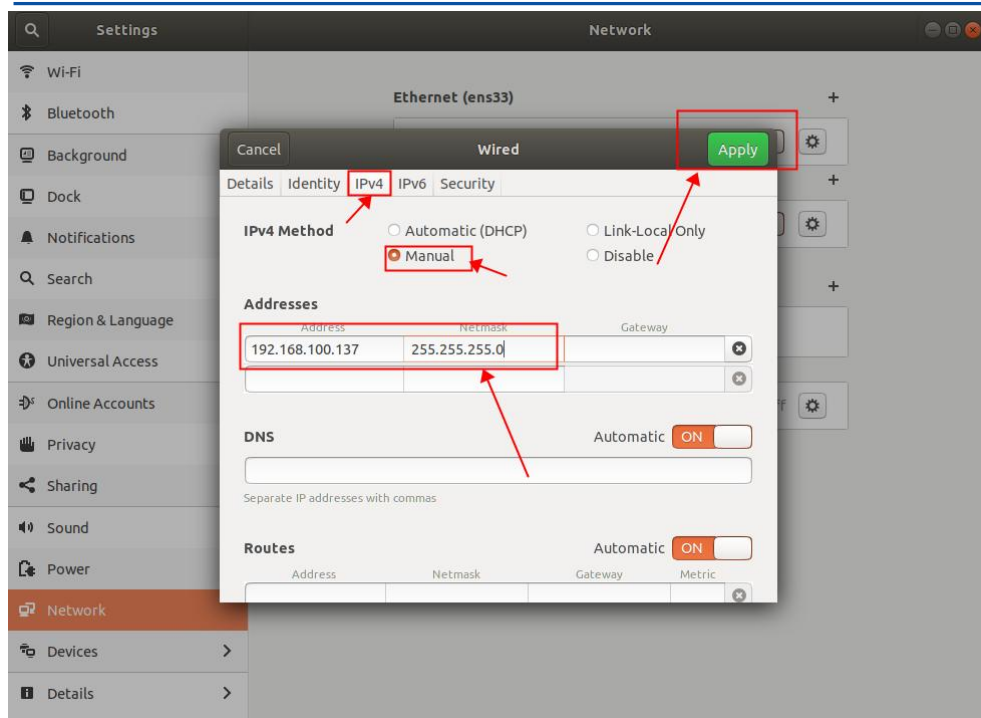 Settings
Network
Wi-Fi
Bluetooth
Background
Dock
Notifications
Search
Region & Language
Universal Access
Online Accounts
Privacy
Sharing
Sound
Power
Network
Devices
Details
Ethernet (ens33)
Cancel
Wired
Apply
Details Identity IPv4 IPv6 Security
IPv4 Method
Automatic (DHCP)
Link-Local Only
Manual
Disable
Addresses
Address Netmask Gateway
192.168.100.137 255.255.255.0
DNS
Automatic ON
Separate IP addresses with commas
Routes
Automatic ON
Address Netmask Gateway Metric